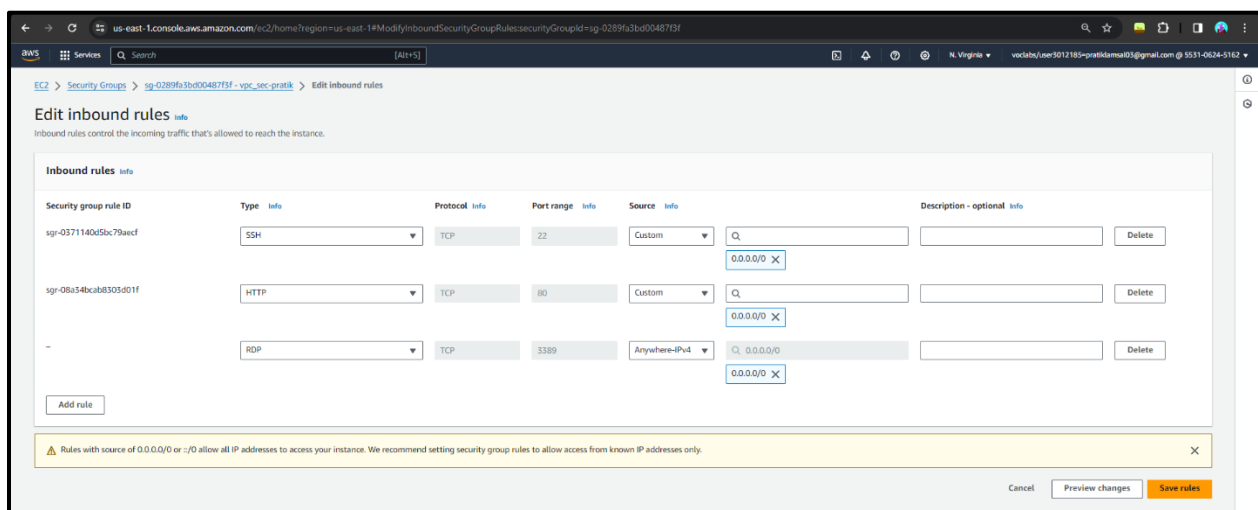 us-east-1.console.aws.amazon.com/ec2/home?region=us-east-1#ModifyInboundSecurityGroupRules:securityGroupId=sg-0289fa3bd00487f3f
aws Services Search [Alt+S] N. Virginia voclabs/user3012185=pratiklamsal03@gmail.com @ 5531-0624-5162
EC2 > Security Groups > sg-0289fa3bd00487f3f - vpc_sec-pratik > Edit inbound rules
Edit inbound rules Info
Inbound rules control the incoming traffic that's allowed to reach the instance.
Inbound rules Info
Security group rule ID Type Info Protocol Info Port range Info Source Info Description - optional Info
sgr-0371140d5bc79aecf SSH TCP 22 Custom Delete
0.0.0.0/0
sgr-08a34bcab8303d01f HTTP TCP 80 Custom Delete
0.0.0.0/0
– RDP TCP 3389 Anywhere-IPv4 0.0.0.0/0 Delete
0.0.0.0/0
Add rule
Rules with source of 0.0.0.0/0 or ::/0 allow all IP addresses to access your instance. We recommend setting security group rules to allow access from known IP addresses only.
Cancel Preview changes Save rules